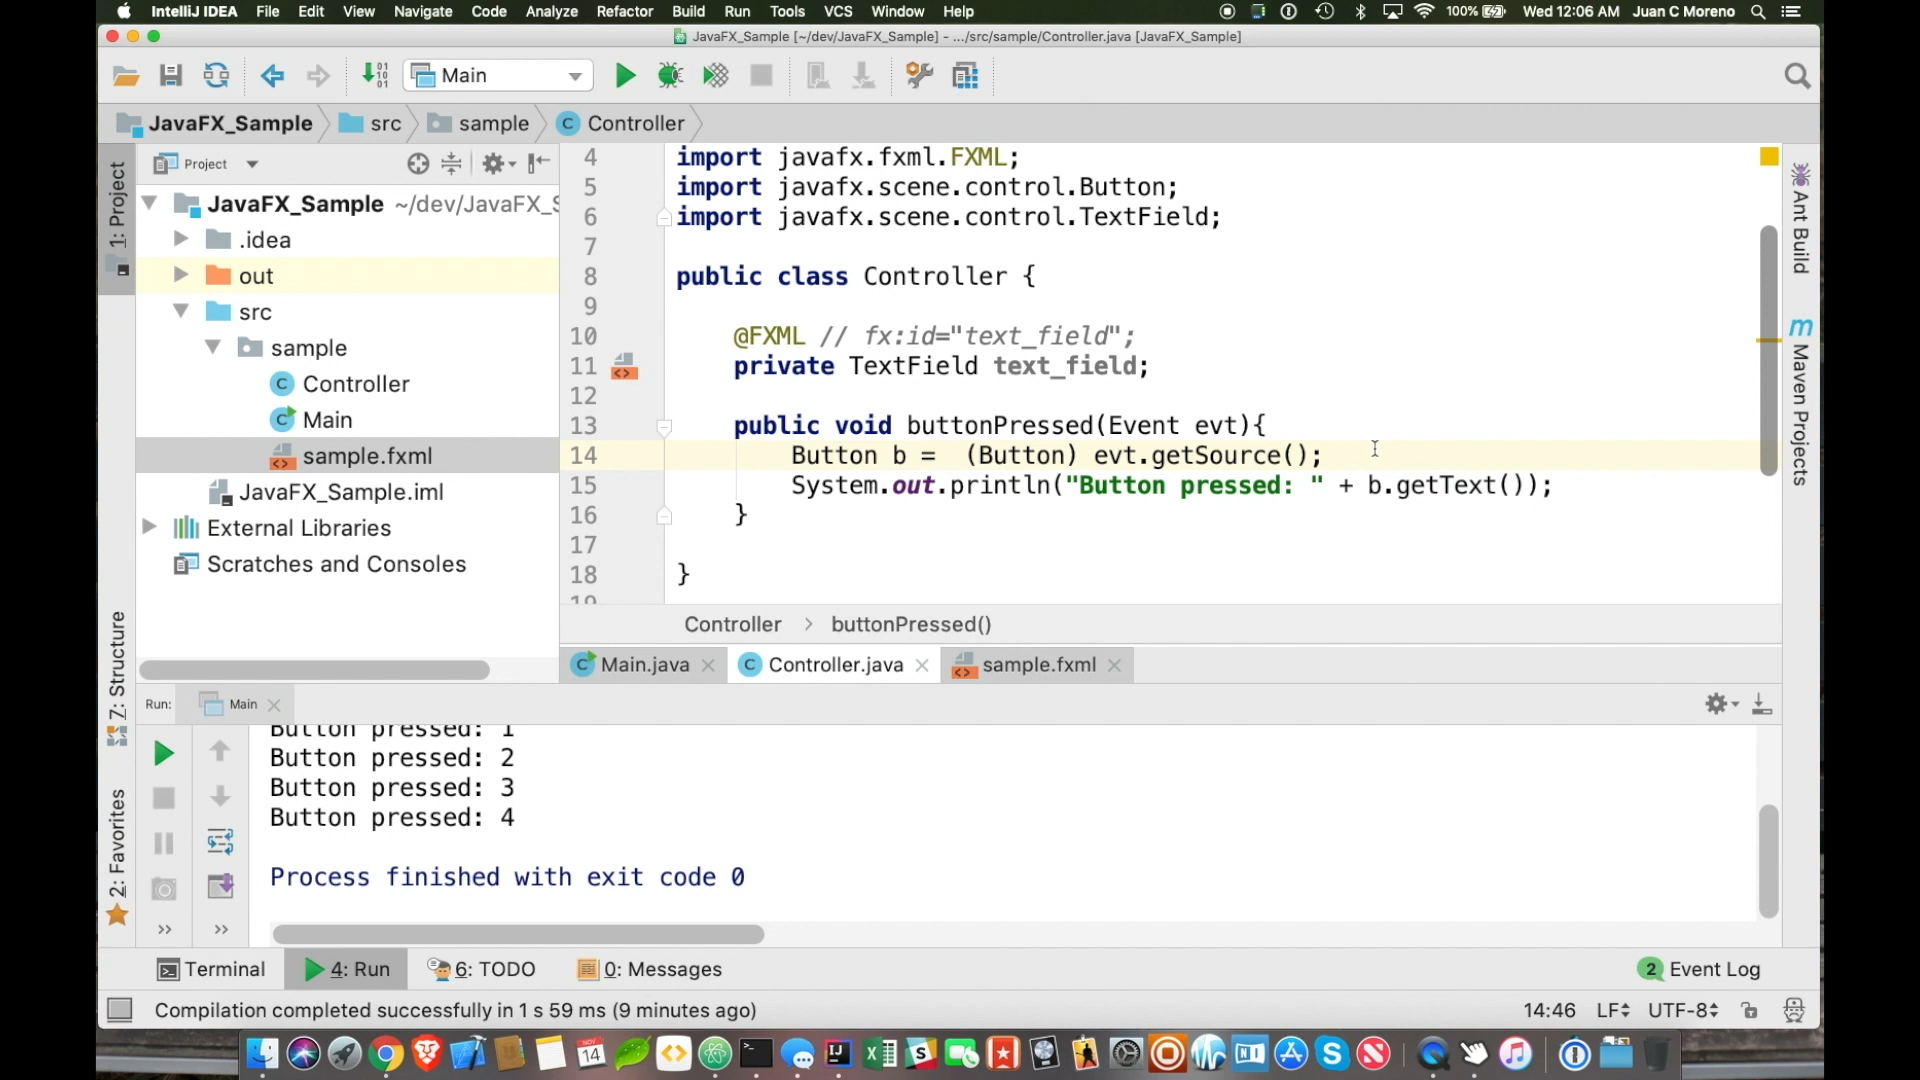 IntelliJ IDEA File Edit View Navigate Code Analyze Refactor Build Run Tools VCS Window Help 100% Wed 12:06 AM Juan C Moreno
JavaFX_Sample [~/dev/JavaFX_Sample] - .../src/sample/Controller.java [JavaFX_Sample]
Main
JavaFX_Sample src sample Controller
1: Project
Project
JavaFX_Sample ~/dev/JavaFX_S
.idea
out
src
sample
Controller
Main
sample.fxml
JavaFX_Sample.iml
External Libraries
Scratches and Consoles
Z: Structure
2: Favorites
4 import javafx.fxml.FXML;
5 import javafx.scene.control.Button;
6 import javafx.scene.control.TextField;
7
8 public class Controller {
9
10 @FXML // fx:id="text_field";
11 private TextField text_field;
12
13 public void buttonPressed(Event evt){
14 Button b =  (Button) evt.getSource();
15 System.out.println("Button pressed: " + b.getText());
16 }
17
18 }
19
Ant Build
Maven Projects
Controller > buttonPressed()
Main.java Controller.java sample.fxml
Run: Main
Button pressed: 1
Button pressed: 2
Button pressed: 3
Button pressed: 4
Process finished with exit code 0
Terminal 4: Run 6: TODO 0: Messages 2 Event Log
Compilation completed successfully in 1 s 59 ms (9 minutes ago) 14:46 LF UTF-8
NOV
14